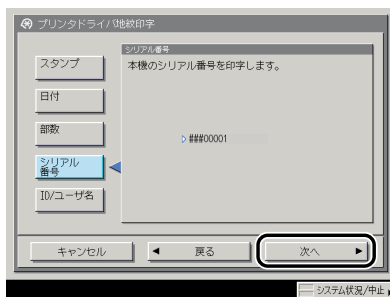 プリンタドライバ地紋印字
スタンプ
日付
部数
シリアル
番号
ID/ユーザ名
シリアル番号
本機のシリアル番号を印字します。
###00001
キャンセル
◀ 戻る
次へ ▶
システム状況/中止